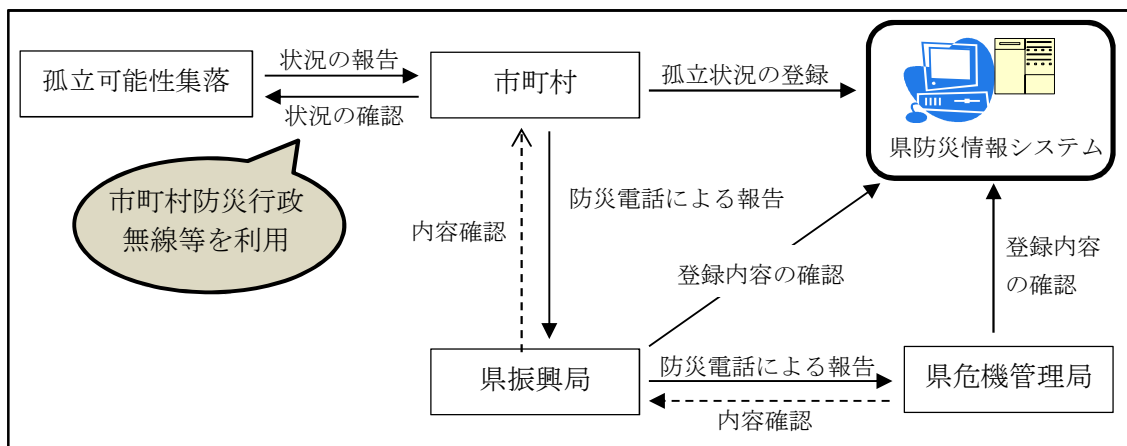 孤立可能性集落
状況の報告
状況の確認
市町村
孤立状況の登録
県防災情報システム
市町村防災行政
無線等を利用
内容確認
防災電話による報告
登録内容の確認
登録内容
の確認
県振興局
防災電話による報告
内容確認
県危機管理局